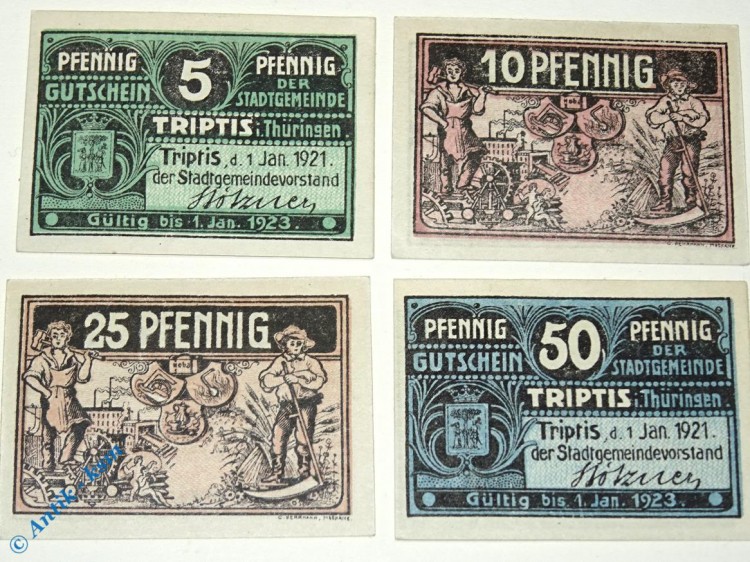 PFENNIG 5 PFENNIG
GUTSCHEIN DER STADTGEMEINDE
TRIPTIS i. Thüringen.
Triptis, d. 1 Jan. 1921.
der Stadtgemeindevorstand
Gültig bis 1. Jan. 1923.
10 PFENNIG
25 PFENNIG
PFENNIG 50 PFENNIG
GUTSCHEIN DER STADTGEMEINDE
TRIPTIS i. Thüringen.
Triptis, d. 1 Jan. 1921.
der Stadtgemeindevorstand
Gültig bis 1. Jan. 1923.